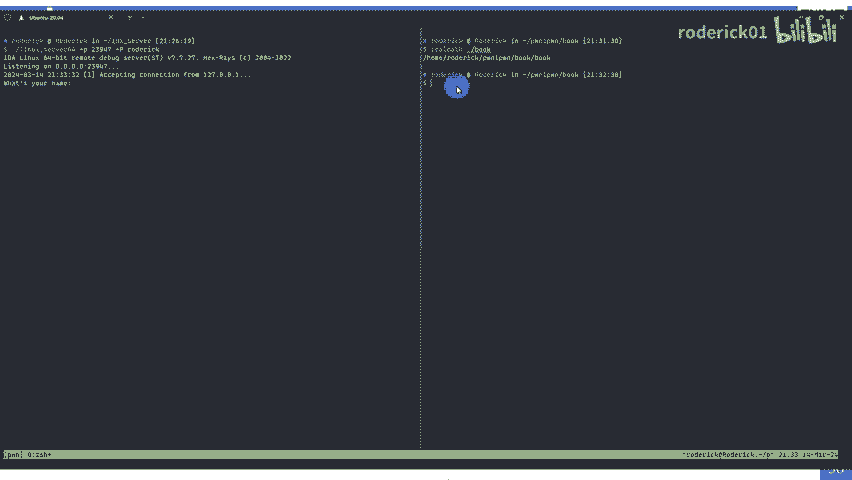 Ubuntu 20.04
# roderick @ Roderick in ~/ida_server [21:26:19]
$ ./linux_server64 -p 23947 -P roderick
IDA Linux 64-bit remote debug server(ST) v7.7.27. Hex-Rays (c) 2004-2022
Listening on 0.0.0.0:23947...
2024-03-14 21:33:32 [1] Accepting connection from 127.0.0.1...
What's your name:
# roderick @ Roderick in ~/pwn1pwn/book [21:31:30]
$ realpath ./book
/home/roderick/pwn1pwn/book/book
# roderick @ Roderick in ~/pwn1pwn/book [21:32:38]
$
roderick01 bilibili
[pwn] 0:zsh*
"roderick@Roderick:~/p" 21:33 14-Mar-24